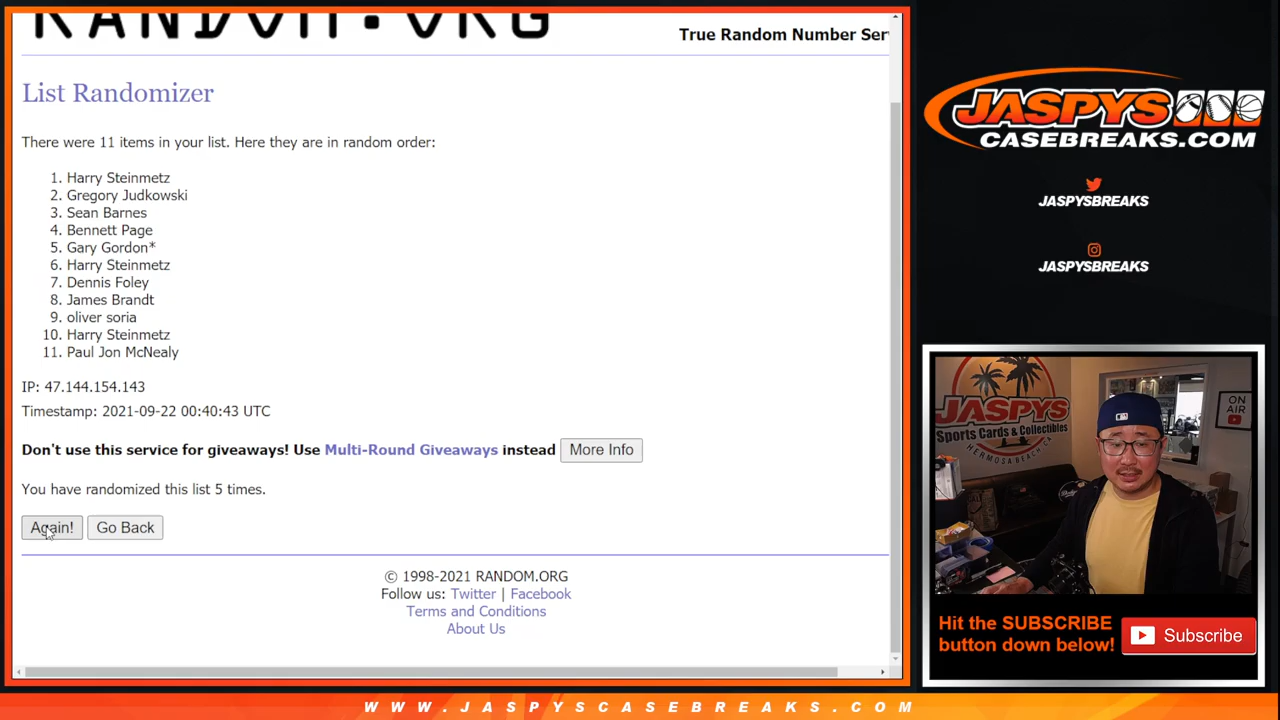 RANDOM.ORG
True Random Number Ser
List Randomizer
There were 11 items in your list. Here they are in random order:
1. Harry Steinmetz
2. Gregory Judkowski
3. Sean Barnes
4. Bennett Page
5. Gary Gordon*
6. Harry Steinmetz
7. Dennis Foley
8. James Brandt
9. oliver soria
10. Harry Steinmetz
11. Paul Jon McNealy
IP: 47.144.154.143
Timestamp: 2021-09-22 00:40:43 UTC
Don't use this service for giveaways! Use Multi-Round Giveaways instead More Info
You have randomized this list 5 times.
Again! Go Back
© 1998-2021 RANDOM.ORG
Follow us: Twitter | Facebook
Terms and Conditions
About Us
JASPYS
CASEBREAKS.COM
JASPYSBREAKS
JASPYSBREAKS
JASPYS
Sports Cards & Collectibles
HERMOSA BEACH, CA
ON
AIR
Hit the SUBSCRIBE
button down below!
Subscribe
WWW.JASPYSCASEBREAKS.COM